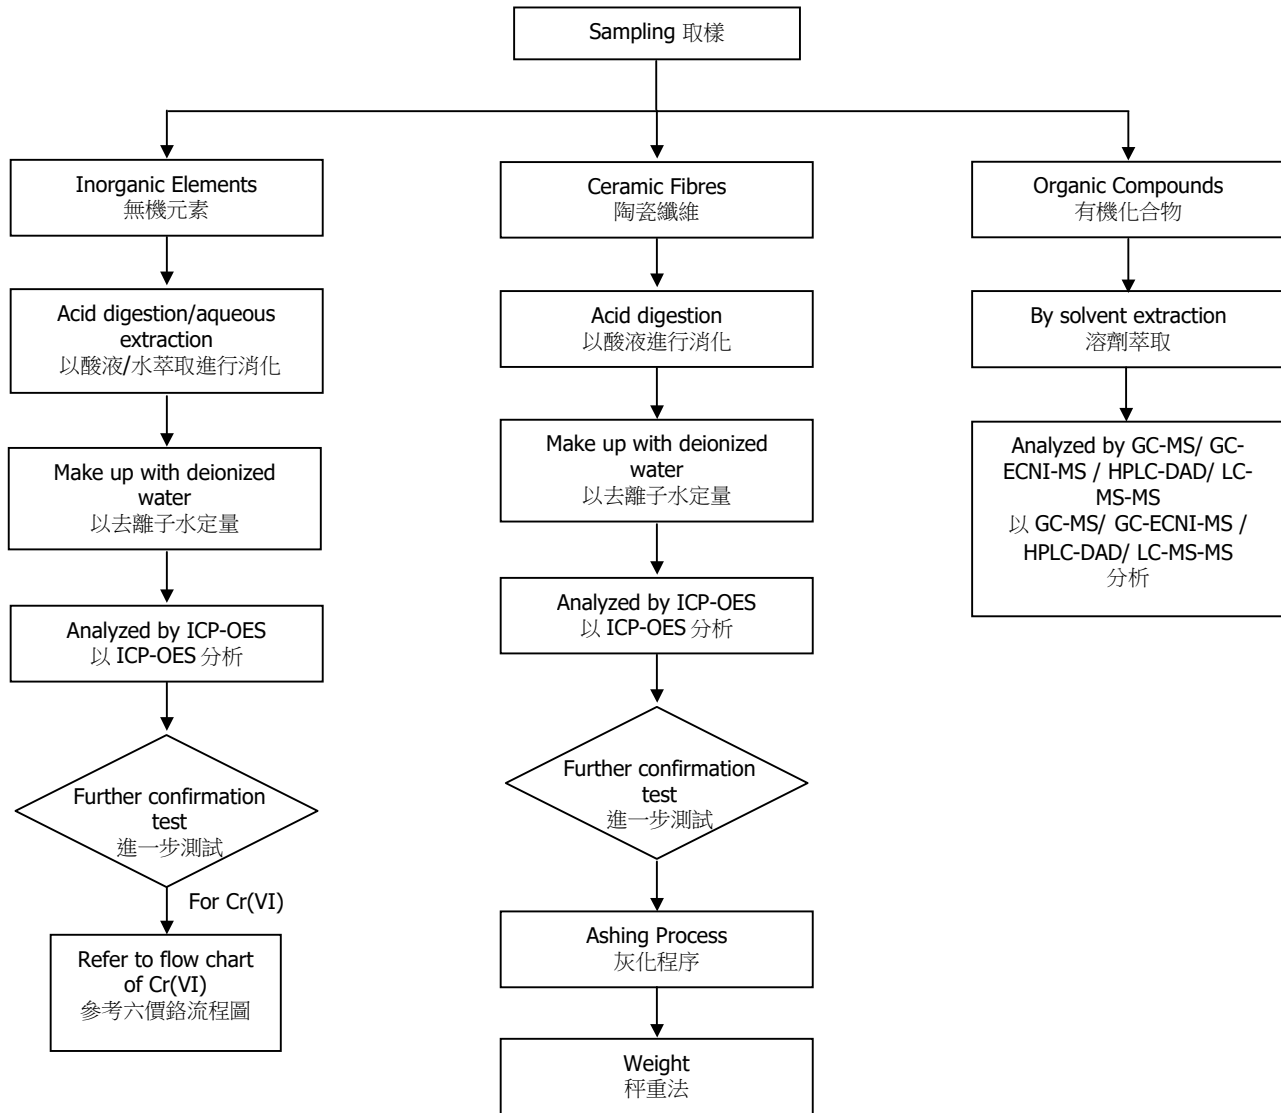 Sampling 取樣
Inorganic Elements
無機元素
Ceramic Fibres
陶瓷纖維
Organic Compounds
有機化合物
Acid digestion/aqueous
extraction
以酸液/水萃取進行消化
Acid digestion
以酸液進行消化
By solvent extraction
溶劑萃取
Make up with deionized
water
以去離子水定量
Make up with deionized
water
以去離子水定量
Analyzed by GC-MS/ GC-
ECNI-MS / HPLC-DAD/ LC-
MS-MS
以 GC-MS/ GC-ECNI-MS /
HPLC-DAD/ LC-MS-MS
分析
Analyzed by ICP-OES
以 ICP-OES 分析
Analyzed by ICP-OES
以 ICP-OES 分析
Further confirmation
test
進一步測試
Further confirmation
test
進一步測試
For Cr(VI)
Refer to flow chart
of Cr(VI)
參考六價鉻流程圖
Ashing Process
灰化程序
Weight
秤重法